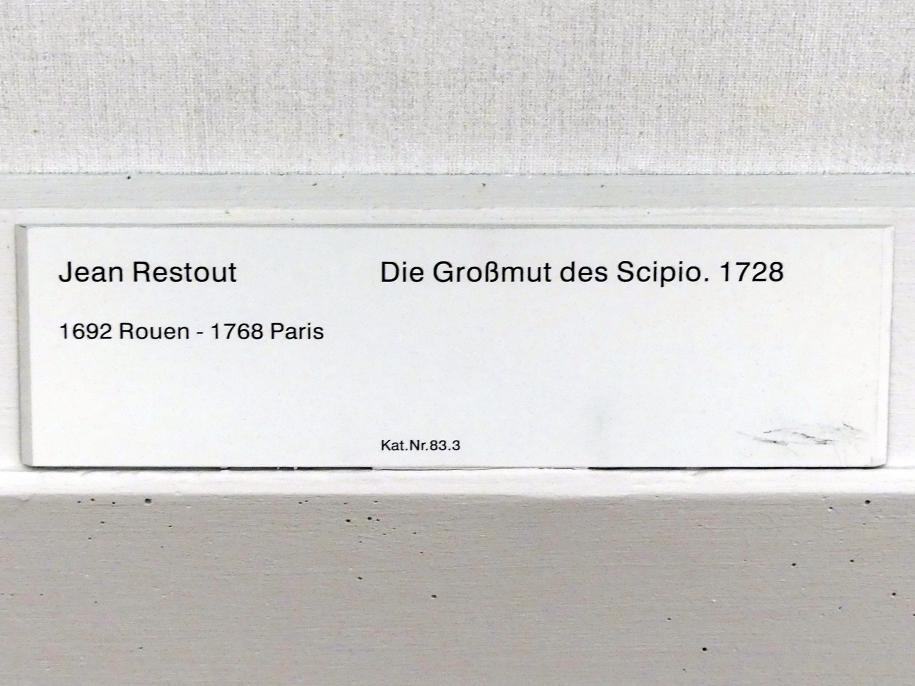 Jean Restout
1692 Rouen - 1768 Paris
Die Großmut des Scipio. 1728
Kat.Nr.83.3